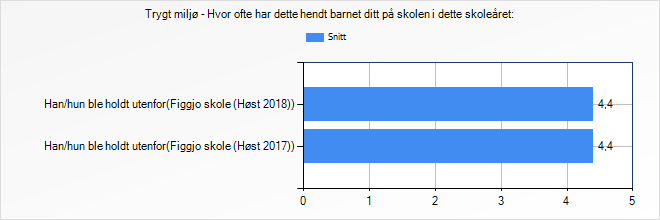 Trygt miljø - Hvor ofte har dette hendt barnet ditt på skolen i dette skoleåret:
Snitt
Han/hun ble holdt utenfor(Figgjo skole (Høst 2018)) 4,4
Han/hun ble holdt utenfor(Figgjo skole (Høst 2017)) 4,4
0 1 2 3 4 5